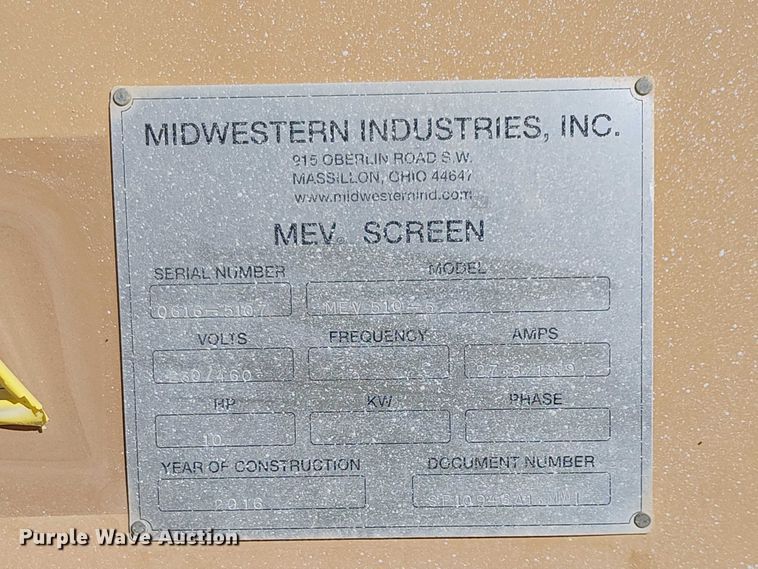 MIDWESTERN INDUSTRIES, INC.
915 OBERLIN ROAD S.W.
MASSILLON, OHIO 44647
www.midwesternind.com
MEV® SCREEN
SERIAL NUMBER MODEL
0616-5107 MEV
VOLTS FREQUENCY AMPS
/460
HP KW PHASE
10
YEAR OF CONSTRUCTION DOCUMENT NUMBER
2016
Purple Wave Auction